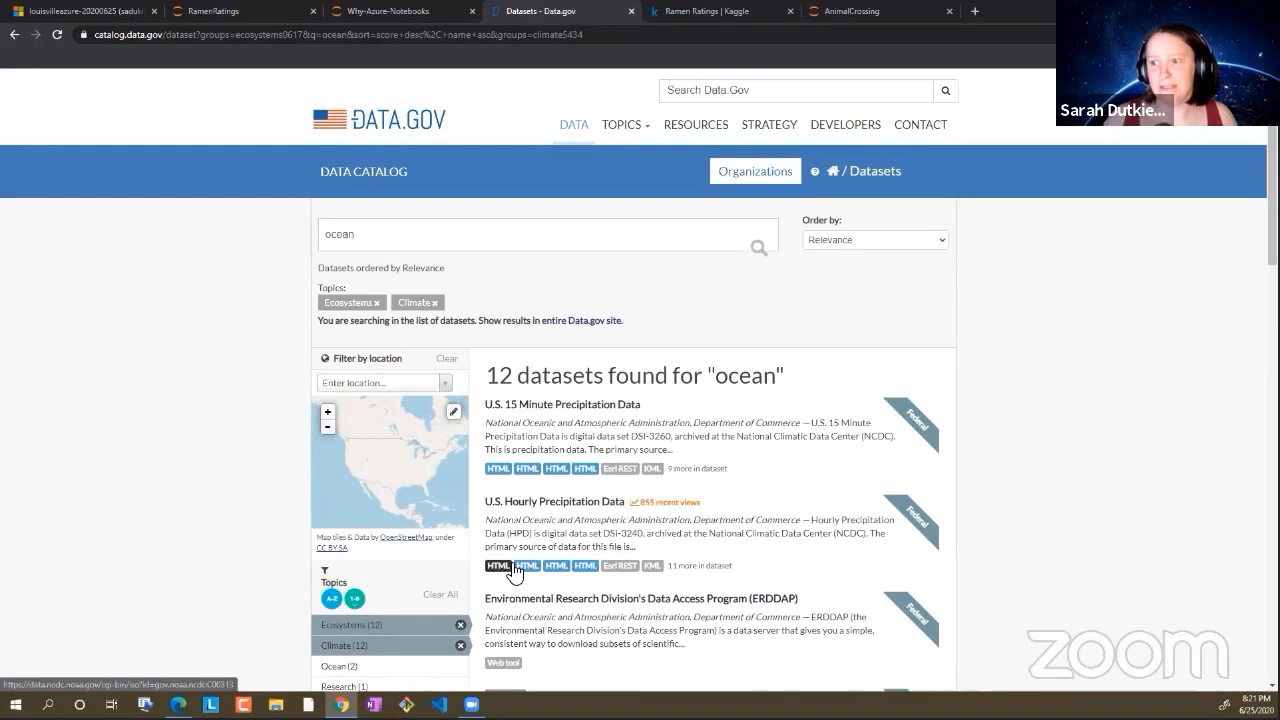 louisvilleazure-20200625 (saduki
RamenRatings
Why-Azure-Notebooks
Datasets - Data.gov
Ramen Ratings | Kaggle
AnimalCrossing
catalog.data.gov/dataset?groups=ecosystems0617&q=ocean&sort=score+desc%2C+name+asc&groups=climate5434
Sarah Dutkie...
Search Data.Gov
DATA.GOV
DATA TOPICS RESOURCES STRATEGY DEVELOPERS CONTACT
DATA CATALOG
Organizations
/ Datasets
ocean
Order by:
Relevance
Datasets ordered by Relevance
Topics:
Ecosystems × Climate ×
You are searching in the list of datasets. Show results in entire Data.gov site.
Filter by location Clear
Enter location...
+
-
Map tiles & Data by OpenStreetMap, under
CC BY SA.
Topics
A-Z 1-9 Clear All
Ecosystems (12)
Climate (12)
Ocean (2)
Research (1)
12 datasets found for "ocean"
U.S. 15 Minute Precipitation Data
Federal
National Oceanic and Atmospheric Administration, Department of Commerce — U.S. 15 Minute
Precipitation Data is digital data set DSI-3260, archived at the National Climatic Data Center (NCDC).
This is precipitation data. The primary source...
HTML HTML HTML HTML Esri REST KML 9 more in dataset
U.S. Hourly Precipitation Data 855 recent views
Federal
National Oceanic and Atmospheric Administration, Department of Commerce — Hourly Precipitation
Data (HPD) is digital data set DSI-3240, archived at the National Climatic Data Center (NCDC). The
primary source of data for this file is...
HTML HTML HTML HTML Esri REST KML 11 more in dataset
Environmental Research Division's Data Access Program (ERDDAP)
Federal
National Oceanic and Atmospheric Administration, Department of Commerce — ERDDAP (the
Environmental Research Division's Data Access Program) is a data server that gives you a simple,
consistent way to download subsets of scientific...
Web tool
zoom
https://data.nodc.noaa.gov/cgi-bin/iso?id=gov.noaa.ncdc:C00313
8:21 PM
6/25/2020